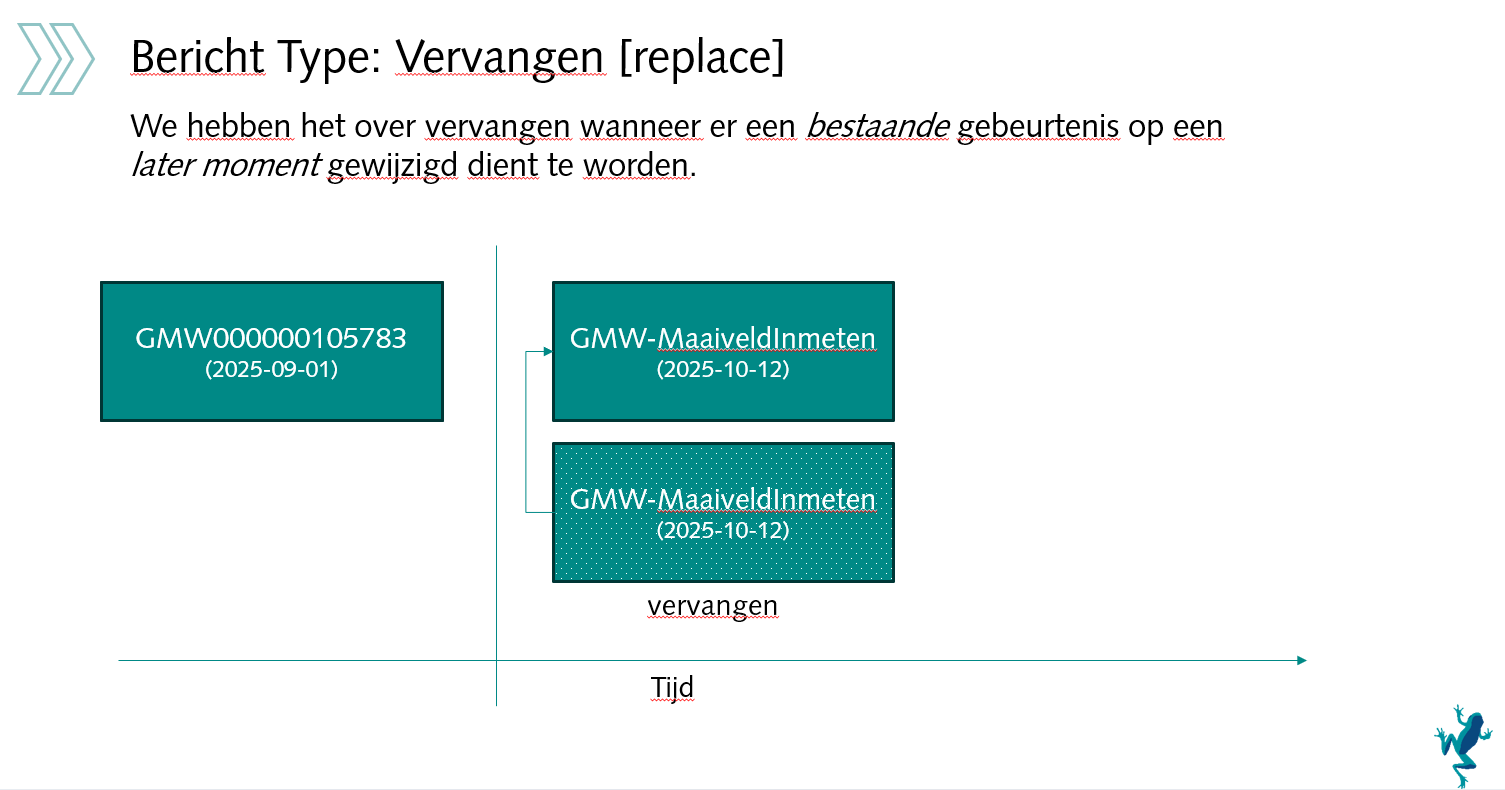 Bericht Type: Vervangen [replace]
We hebben het over vervangen wanneer er een bestaande gebeurtenis op een
later moment gewijzigd dient te worden.
GMW000000105783
(2025-09-01)
GMW-MaaiveldInmeten
(2025-10-12)
GMW-MaaiveldInmeten
(2025-10-12)
vervangen
Tijd